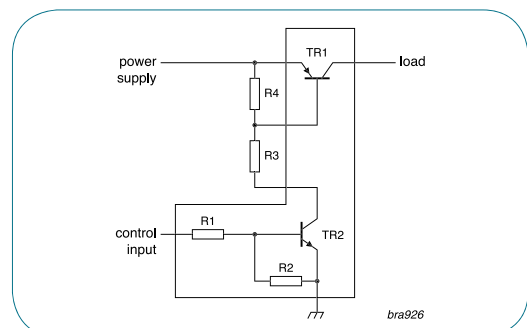 TR1
power
supply
load
R4
R3
control
input
R1
TR2
R2
bra926